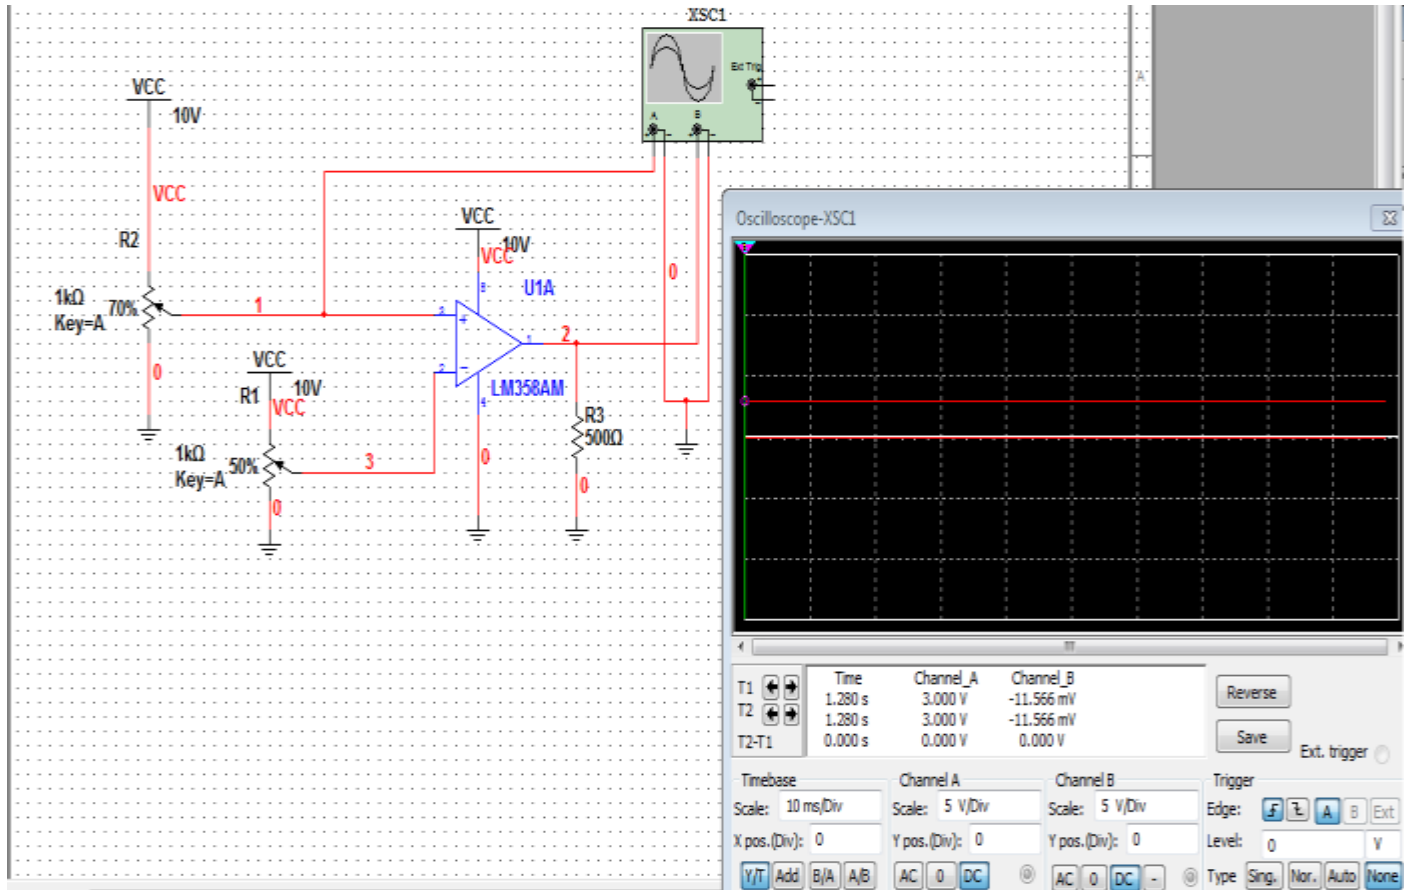 XSC1
Ext Trig
A
B
A
VCC
10V
VCC
R2
1kΩ
70%
Key=A
1
0
VCC
10V
VCC
U1A
8
3
2
1
4
LM358AM
2
0
0
R3
500Ω
0
VCC
10V
R1
VCC
1kΩ
50%
Key=A
3
0
Oscilloscope-XSC1
Time Channel_A Channel_B
T1 1.280 s 3.000 V -11.566 mV
T2 1.280 s 3.000 V -11.566 mV
T2-T1 0.000 s 0.000 V 0.000 V
Reverse
Save
Ext. trigger
Timebase
Scale: 10 ms/Div
X pos.(Div): 0
Y/T Add B/A A/B
Channel A
Scale: 5 V/Div
Y pos.(Div): 0
AC 0 DC
Channel B
Scale: 5 V/Div
Y pos.(Div): 0
AC 0 DC -
Trigger
Edge: A B Ext
Level: 0 V
Type Sing. Nor. Auto None